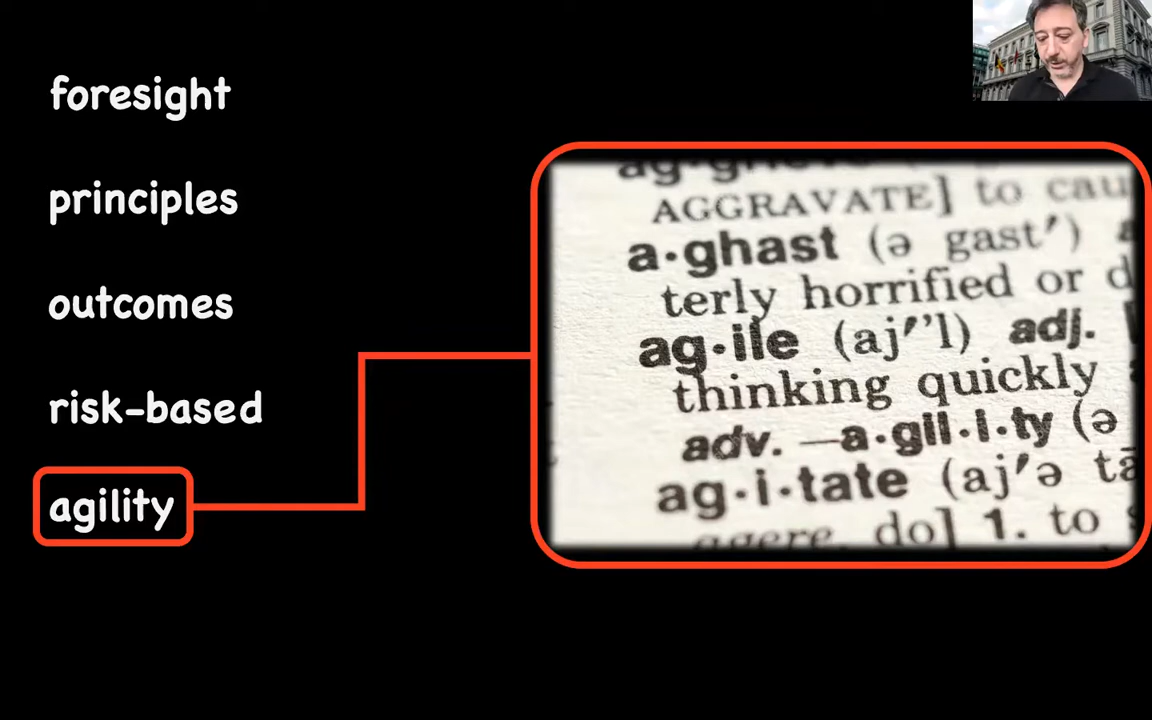 foresight
principles
outcomes
risk-based
agility
AGGRAVATE] to cau
a•ghast (ə gast′)
terly horrified or d
ag•ile (aj′'l) adj.
thinking quickly
adv. —a•gil•i•ty (ə
ag•i•tate (aj′ə tā
agere, do] 1. to